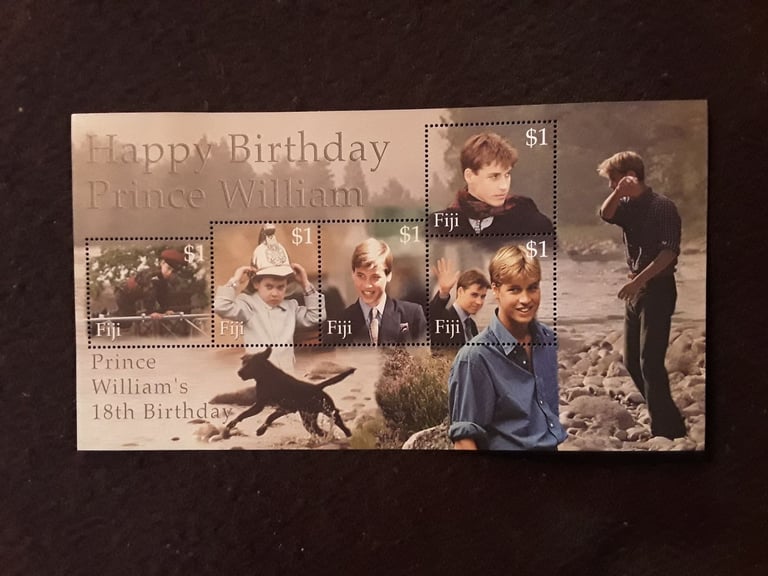 Happy Birthday
Prince William
$1
Fiji
$1
Fiji
$1
Fiji
$1
Fiji
$1
Fiji
Prince
William's
18th Birthday